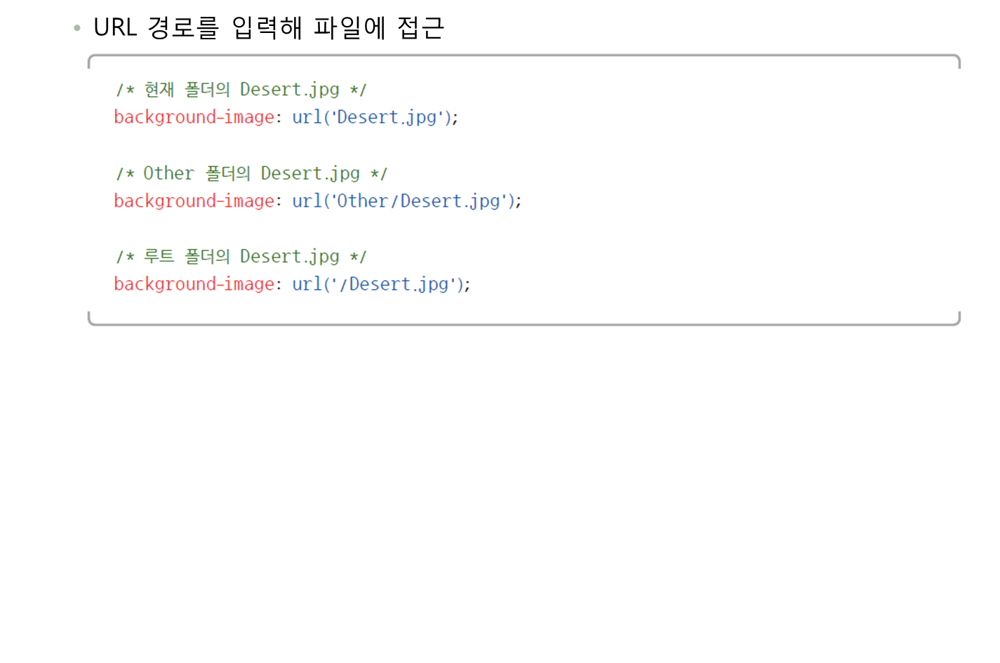 • URL 경로를 입력해 파일에 접근
/* 현재 폴더의 Desert.jpg */
background-image: url('Desert.jpg');
/* Other 폴더의 Desert.jpg */
background-image: url('Other/Desert.jpg');
/* 루트 폴더의 Desert.jpg */
background-image: url('/Desert.jpg');